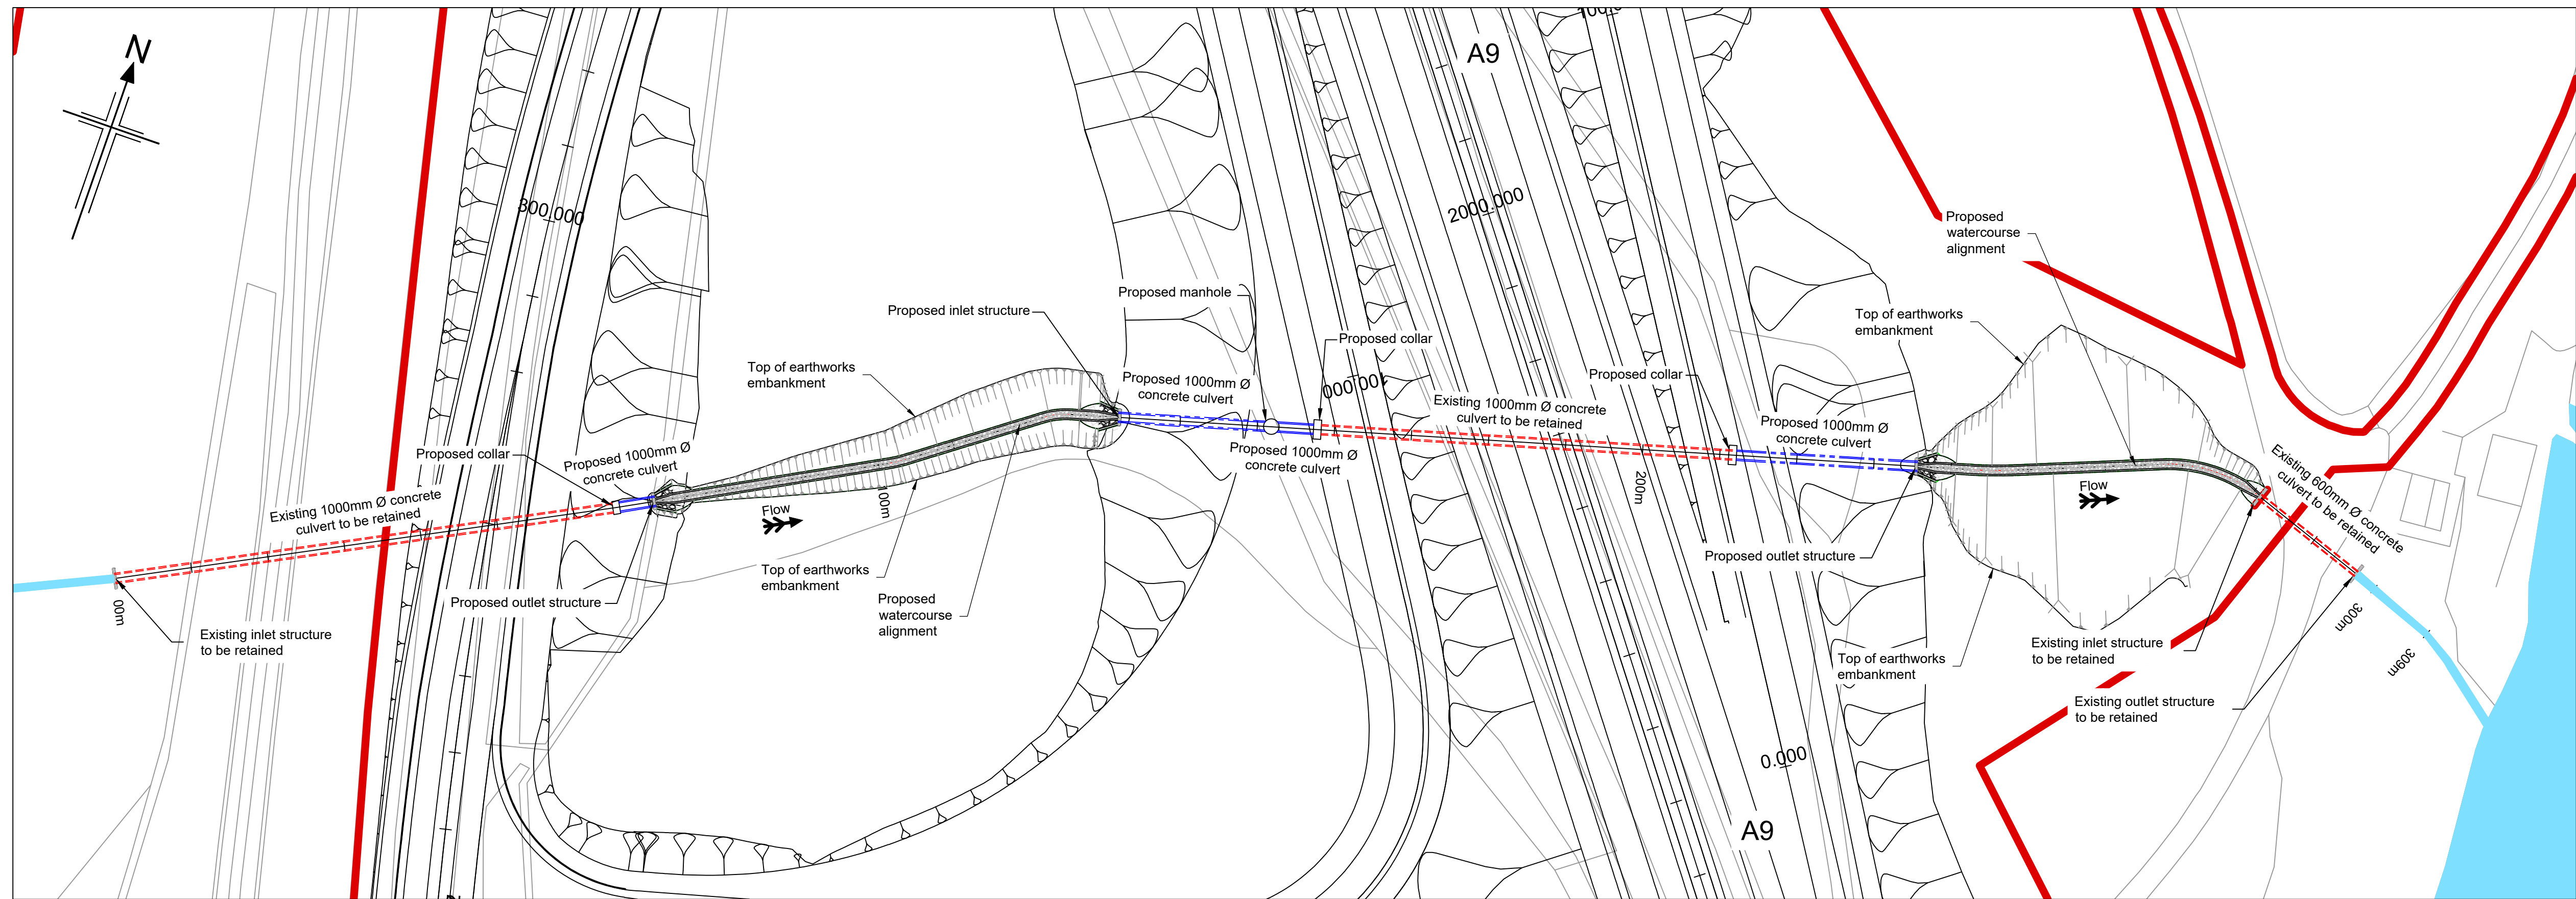 N
A9
100.0
300.000
2000.000
Proposed
watercourse
alignment
Proposed manhole
Proposed inlet structure
Top of earthworks
embankment
Proposed collar
Top of earthworks
embankment
Proposed collar
100.000
Proposed 1000mm Ø
concrete culvert
Existing 1000mm Ø concrete
culvert to be retained
Proposed 1000mm Ø
concrete culvert
Proposed 1000mm Ø
concrete culvert
Proposed collar
Proposed 1000mm Ø
concrete culvert
Existing 1000mm Ø concrete
culvert to be retained
Existing 600mm Ø concrete
culvert to be retained
200m
00m
Flow
Flow
Proposed outlet structure
Top of earthworks
embankment
Proposed outlet structure
Proposed
watercourse
alignment
00m
Existing inlet structure
to be retained
300m
309m
Existing inlet structure
to be retained
Top of earthworks
embankment
Existing outlet structure
to be retained
0.000
A9